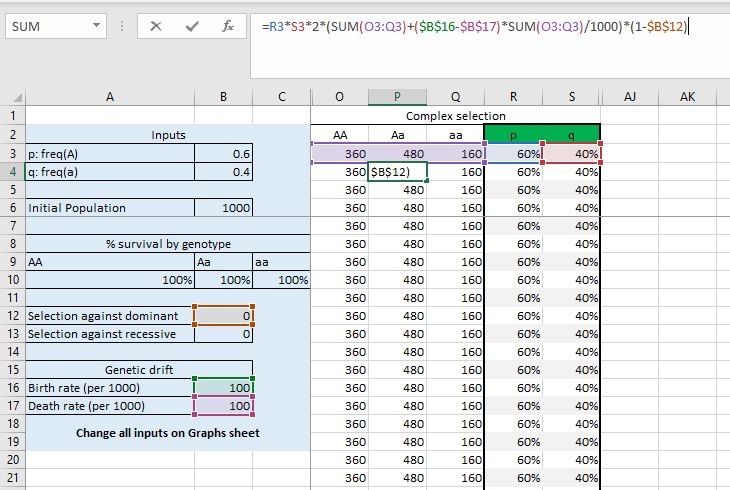 SUM fx =R3*S3*2*(SUM(O3:Q3)+($B$16-$B$17)*SUM(O3:Q3)/1000)*(1-$B$12)
A B C O P Q R S AJ AK
1 Complex selection
2 Inputs AA Aa aa p q
3 p: freq(A) 0.6 360 480 160 60% 40%
4 q: freq(a) 0.4 360 $B$12) 160 60% 40%
5 360 480 160 60% 40%
6 Initial Population 1000 360 480 160 60% 40%
7 360 480 160 60% 40%
8 % survival by genotype 360 480 160 60% 40%
9 AA Aa aa 360 480 160 60% 40%
10 100% 100% 100% 360 480 160 60% 40%
11 360 480 160 60% 40%
12 Selection against dominant 0 360 480 160 60% 40%
13 Selection against recessive 0 360 480 160 60% 40%
14 360 480 160 60% 40%
15 Genetic drift 360 480 160 60% 40%
16 Birth rate (per 1000) 100 360 480 160 60% 40%
17 Death rate (per 1000) 100 360 480 160 60% 40%
18 360 480 160 60% 40%
Change all inputs on Graphs sheet
19 360 480 160 60% 40%
20 360 480 160 60% 40%
21 360 480 160 60% 40%